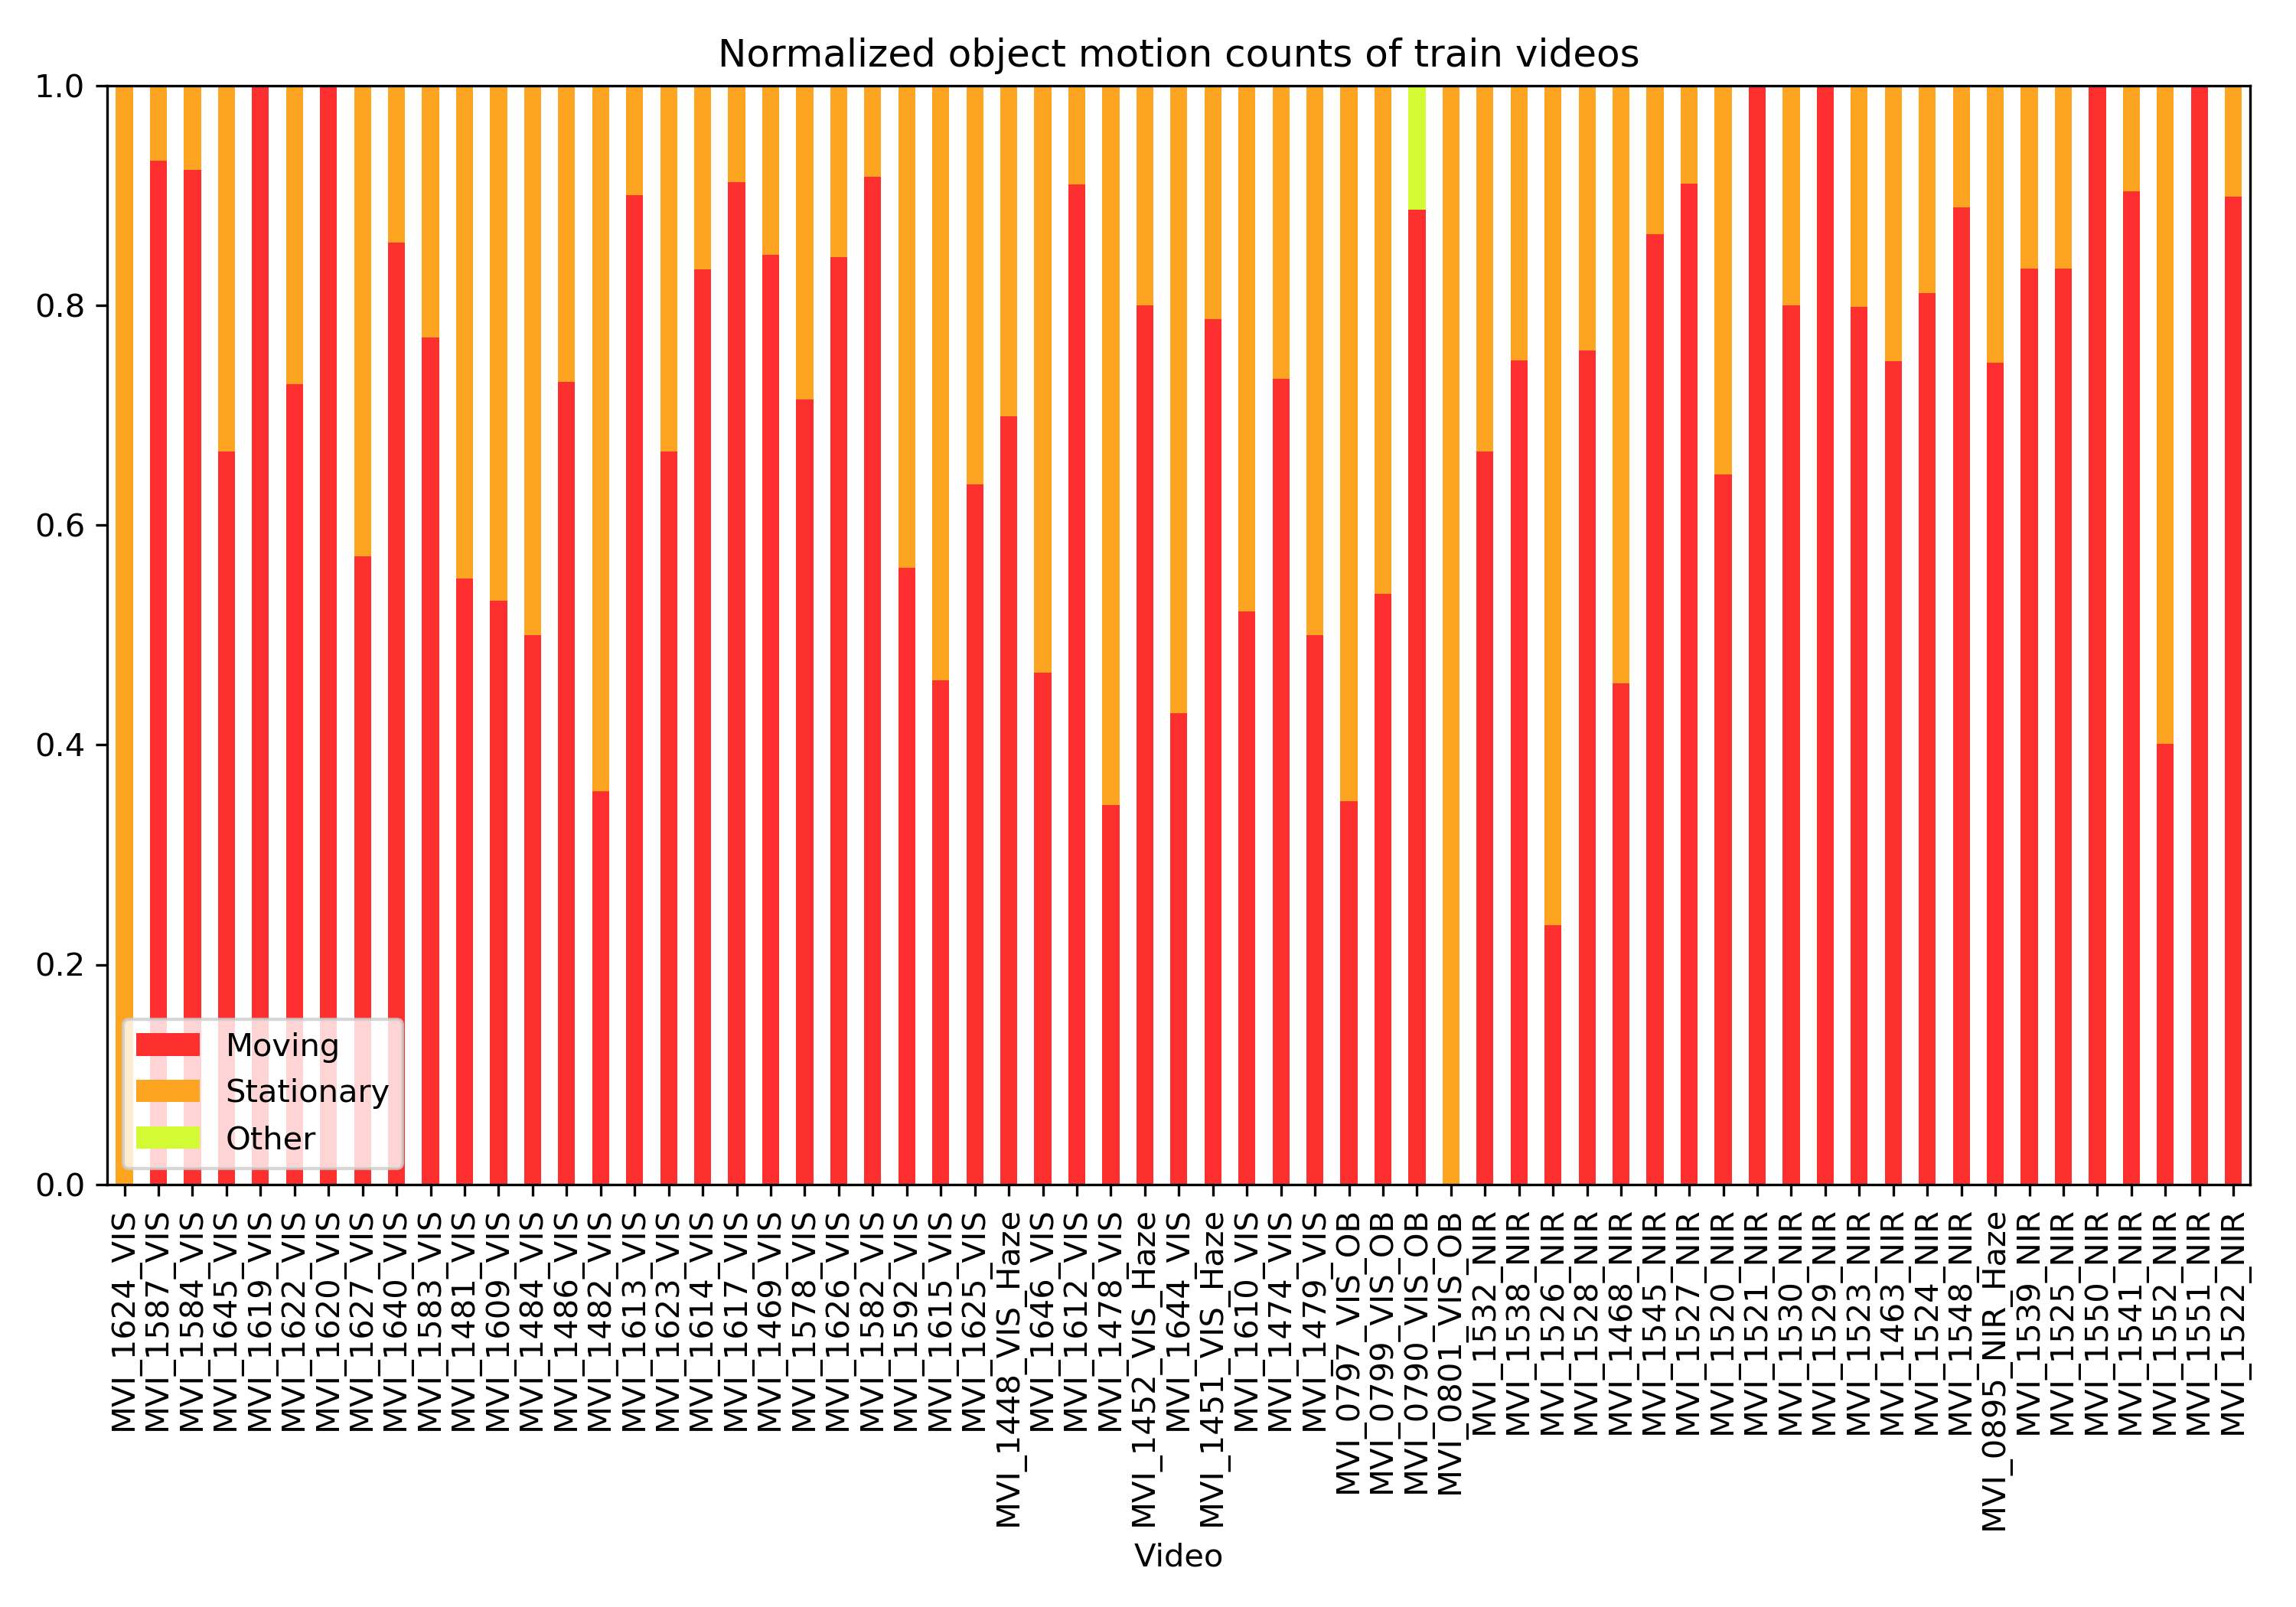 Normalized object motion counts of train videos
1.0
0.8
0.6
0.4
0.2
0.0
Moving
Stationary
Other
MVI_1624_VIS
MVI_1587_VIS
MVI_1584_VIS
MVI_1645_VIS
MVI_1619_VIS
MVI_1622_VIS
MVI_1620_VIS
MVI_1627_VIS
MVI_1640_VIS
MVI_1583_VIS
MVI_1481_VIS
MVI_1609_VIS
MVI_1484_VIS
MVI_1486_VIS
MVI_1482_VIS
MVI_1613_VIS
MVI_1623_VIS
MVI_1614_VIS
MVI_1617_VIS
MVI_1469_VIS
MVI_1578_VIS
MVI_1626_VIS
MVI_1582_VIS
MVI_1592_VIS
MVI_1615_VIS
MVI_1625_VIS
MVI_1448_VIS_Haze
MVI_1646_VIS
MVI_1612_VIS
MVI_1478_VIS
MVI_1452_VIS_Haze
MVI_1644_VIS
MVI_1451_VIS_Haze
MVI_1610_VIS
MVI_1474_VIS
MVI_1479_VIS
MVI_0797_VIS_OB
MVI_0799_VIS_OB
MVI_0790_VIS_OB
MVI_0801_VIS_OB
MVI_1532_NIR
MVI_1538_NIR
MVI_1526_NIR
MVI_1528_NIR
MVI_1468_NIR
MVI_1545_NIR
MVI_1527_NIR
MVI_1520_NIR
MVI_1521_NIR
MVI_1530_NIR
MVI_1529_NIR
MVI_1523_NIR
MVI_1463_NIR
MVI_1524_NIR
MVI_1548_NIR
MVI_0895_NIR_Haze
MVI_1539_NIR
MVI_1525_NIR
MVI_1550_NIR
MVI_1541_NIR
MVI_1552_NIR
MVI_1551_NIR
MVI_1522_NIR
Video